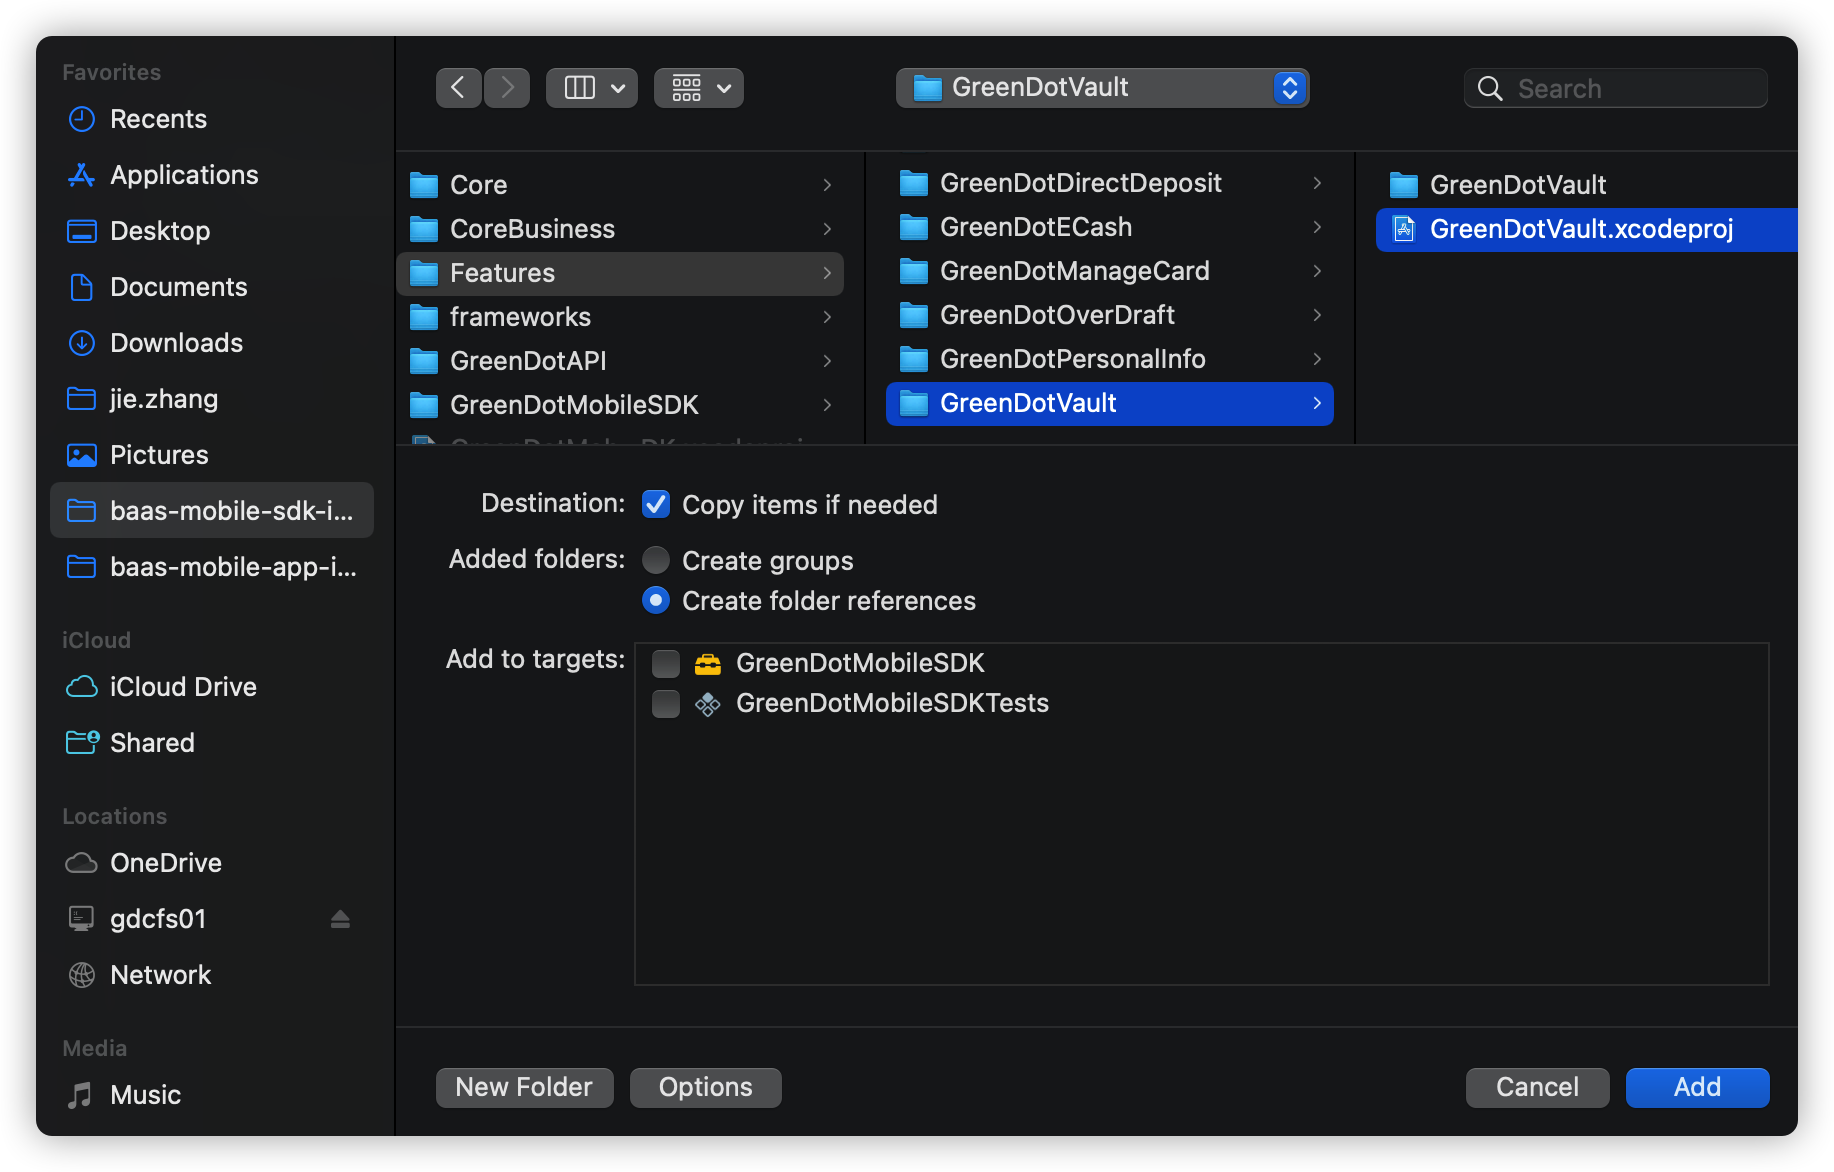 Favorites
Recents
Applications
Desktop
Documents
Downloads
jie.zhang
Pictures
baas-mobile-sdk-i...
baas-mobile-app-i...
iCloud
iCloud Drive
Shared
Locations
OneDrive
gdcfs01
Network
Media
Music
GreenDotVault
Search
Core
CoreBusiness
Features
frameworks
GreenDotAPI
GreenDotMobileSDK
GreenDotDirectDeposit
GreenDotECash
GreenDotManageCard
GreenDotOverDraft
GreenDotPersonalInfo
GreenDotVault
GreenDotVault
GreenDotVault.xcodeproj
Destination:
Copy items if needed
Added folders:
Create groups
Create folder references
Add to targets:
GreenDotMobileSDK
GreenDotMobileSDKTests
New Folder
Options
Cancel
Add